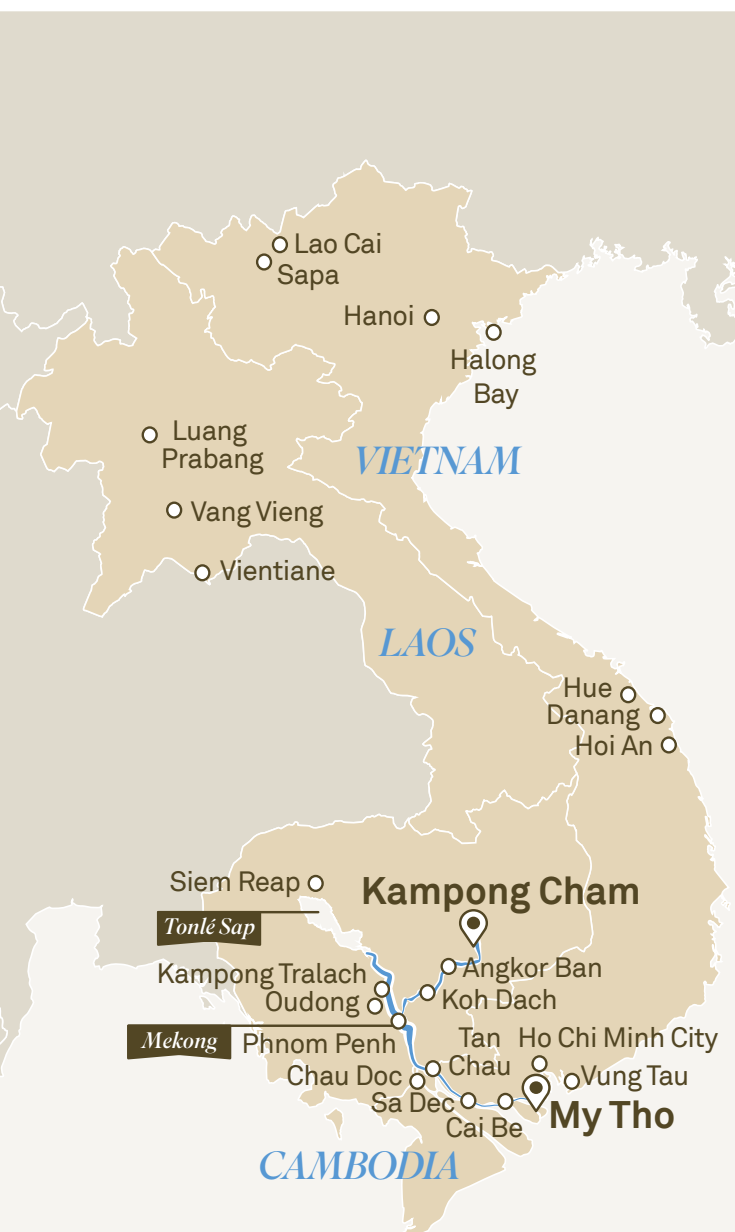 Lao Cai
Sapa
Hanoi
Halong
Bay
Luang
Prabang
VIETNAM
Vang Vieng
Vientiane
LAOS
Hue
Danang
Hoi An
Siem Reap
Kampong Cham
Tonlé Sap
Angkor Ban
Kampong Tralach
Koh Dach
Oudong
Mekong
Phnom Penh
Tan
Chau
Ho Chi Minh City
Chau Doc
Vung Tau
Sa Dec
My Tho
Cai Be
CAMBODIA